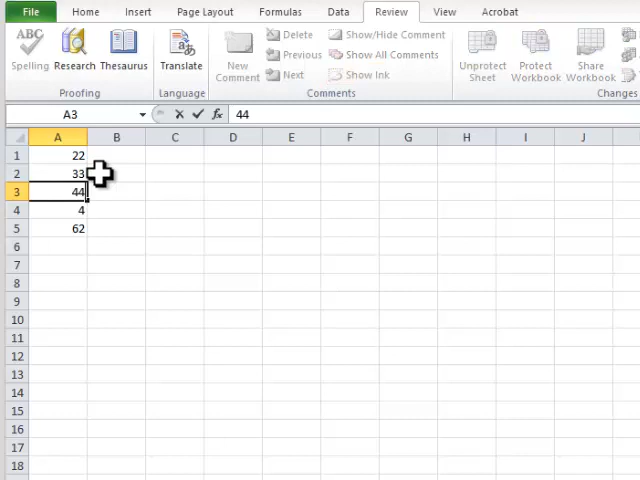 File Home Insert Page Layout Formulas Data Review View Acrobat
ABC
Spelling Research Thesaurus
Proofing
Translate
Language
New Comment
Delete
Previous
Next
Show/Hide Comment
Show All Comments
Show Ink
Comments
Unprotect Sheet
Protect Workbook
Share Workbook
Changes
A3 fx 44
A B C D E F G H I J
1 22
2 33
3 44
4 4
5 62
6
7
8
9
10
11
12
13
14
15
16
17
18